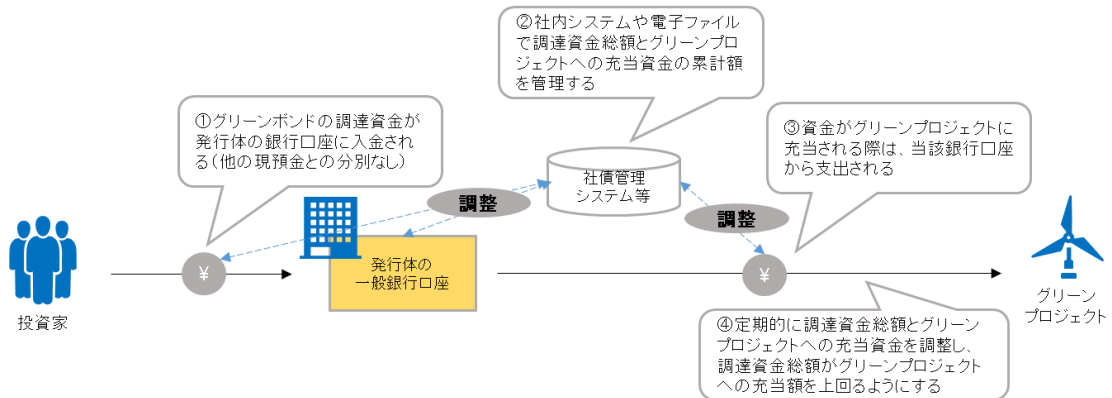 ②社内システムや電子ファイル
で調達資金総額とグリーンプロ
ジェクトへの充当資金の累計額
を管理する
①グリーンボンドの調達資金が
発行体の銀行口座に入金され
る(他の現預金との分別なし)
③資金がグリーンプロジェクトに
充当される際は、当該銀行口座
から支出される
社債管理
システム等
調整
調整
¥
発行体の
一般銀行口座
¥
投資家
グリーン
プロジェクト
④定期的に調達資金総額とグリーン
プロジェクトへの充当資金を調整し、
調達資金総額がグリーンプロジェクト
への充当額を上回るようにする